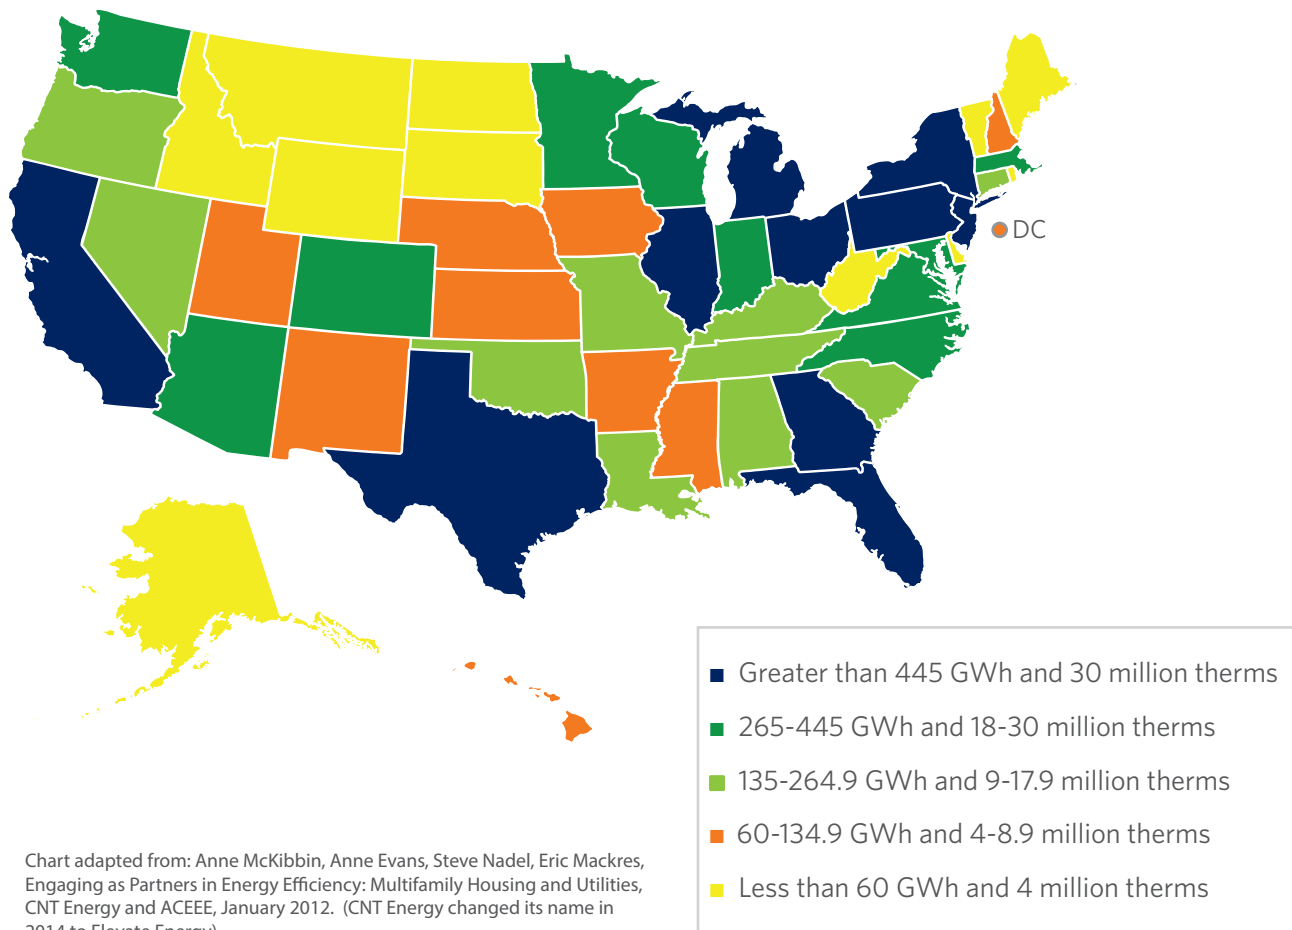 DC
Greater than 445 GWh and 30 million therms
265-445 GWh and 18-30 million therms
135-264.9 GWh and 9-17.9 million therms
60-134.9 GWh and 4-8.9 million therms
Less than 60 GWh and 4 million therms
Chart adapted from: Anne McKibbin, Anne Evans, Steve Nadel, Eric Mackres,
Engaging as Partners in Energy Efficiency: Multifamily Housing and Utilities,
CNT Energy and ACEEE, January 2012. (CNT Energy changed its name in
2014 to Elevate Energy)